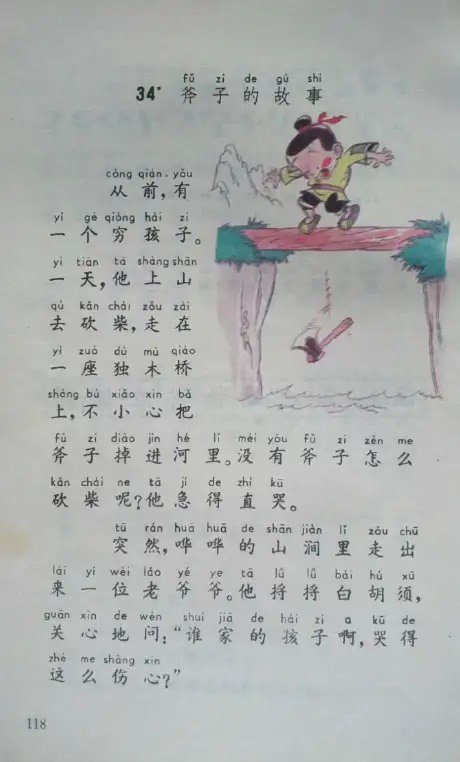 fǔ zi de gù shi
34* 斧子的故事
cóng qián, yǒu
从前,有
yí gè qióng hái zi
一个穷孩子。
yì tiān tā shàng shān
一天,他上山
qù kǎn chái zǒu zài
去砍柴,走在
yí zuò dú mù qiáo
一座独木桥
shàng bù xiǎo xīn bǎ
上,不小心把
fǔ zi diào jìn hé lǐ méi yǒu fǔ zi zěn me
斧子掉进河里。没有斧子怎么
kǎn chái ne tā jí de zhí kū
砍柴呢?他急得直哭。
tū rán huā huā de shān jiàn lǐ zǒu chū
突然,哗哗的山涧里走出
lái yí wèi lǎo yé ye tā lǚ lǚ bái hú xū
来一位老爷爷。他捋捋白胡须,
guān xīn de wèn shuí jiā de hái zi a kū de
关心地问:“谁家的孩子啊,哭得
zhè me shāng xīn
这么伤心?”
118